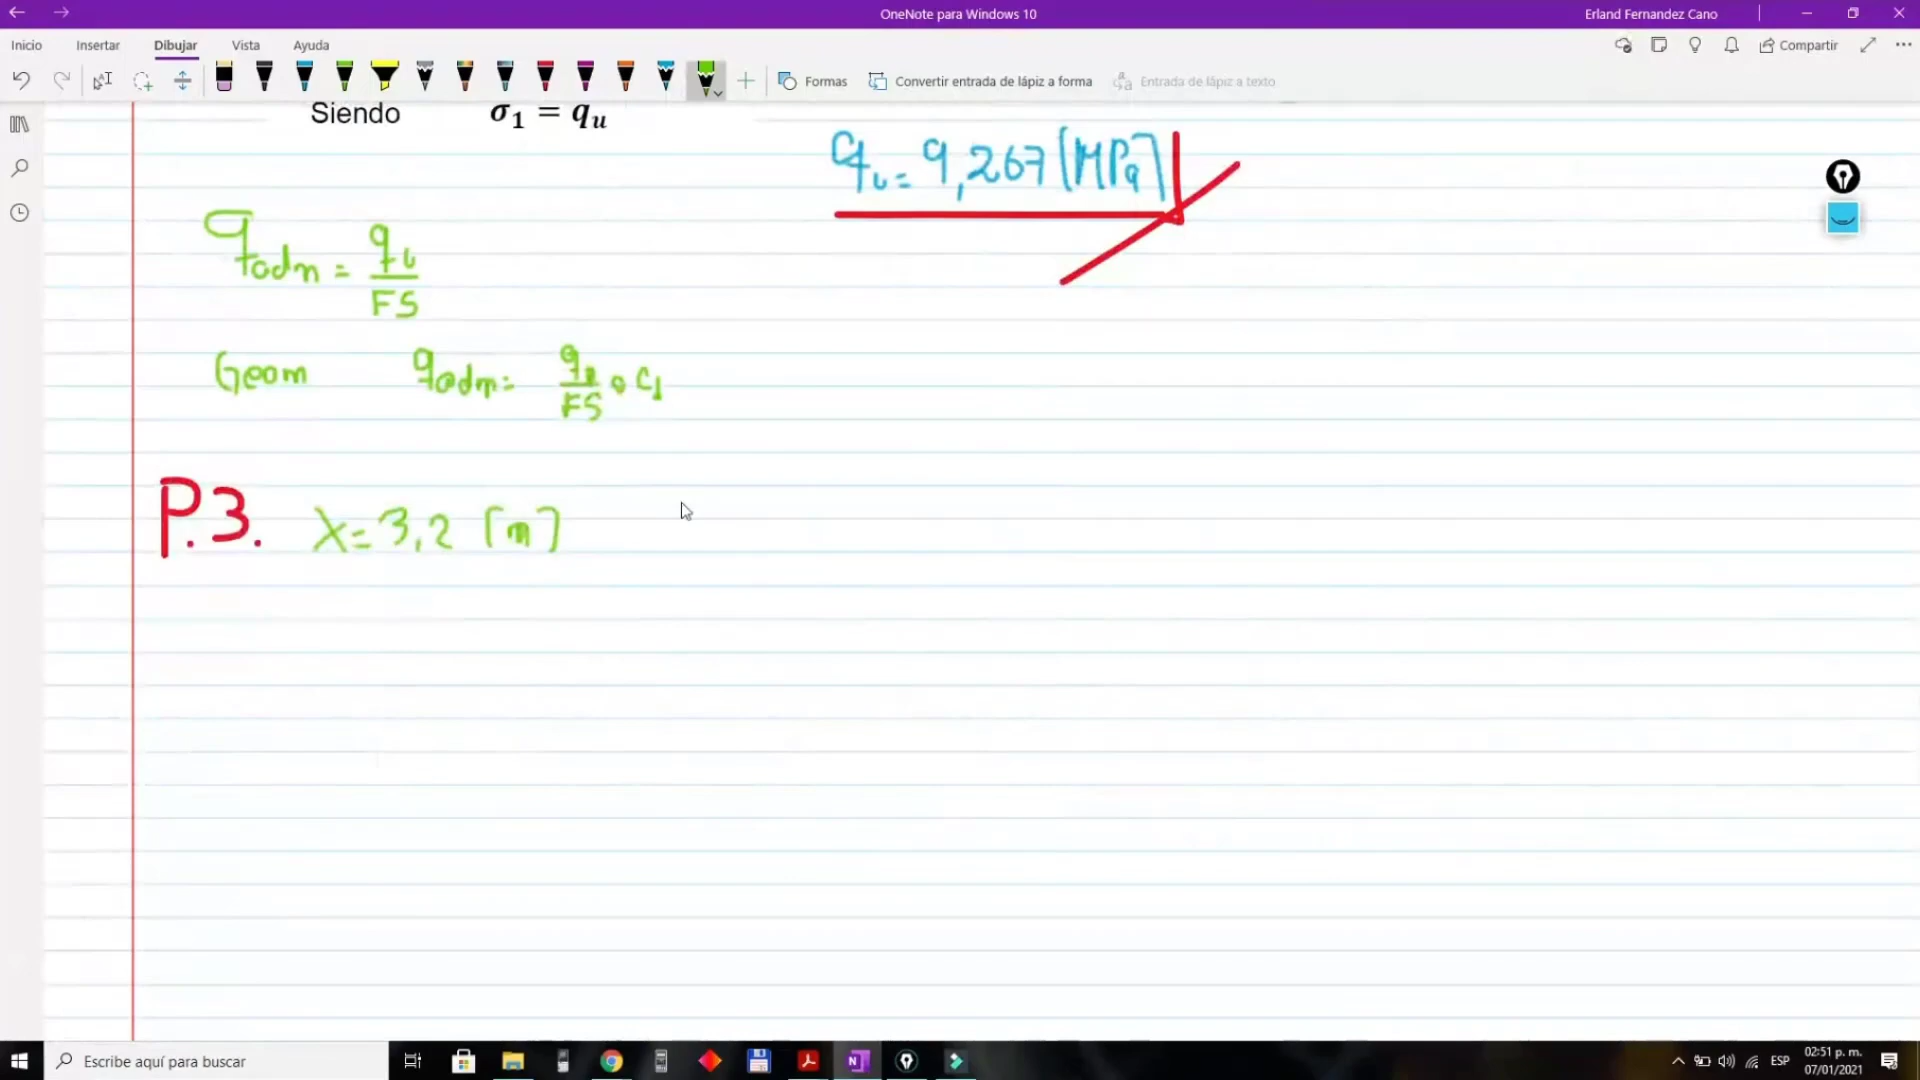 OneNote para Windows 10
Erland Fernandez Cano
Inicio Insertar Dibujar Vista Ayuda
Compartir
Formas Convertir entrada de lápiz a forma Entrada de lápiz a texto
Siendo σ₁ = qᵤ
qᵤ = 9,267 [MPa]
qadm = qᵤ/FS
Geom qadm = qᵤ/FS • C₁
P.3. X = 3,2 [m]
Escribe aquí para buscar
ESP
02:51 p. m.
07/01/2021